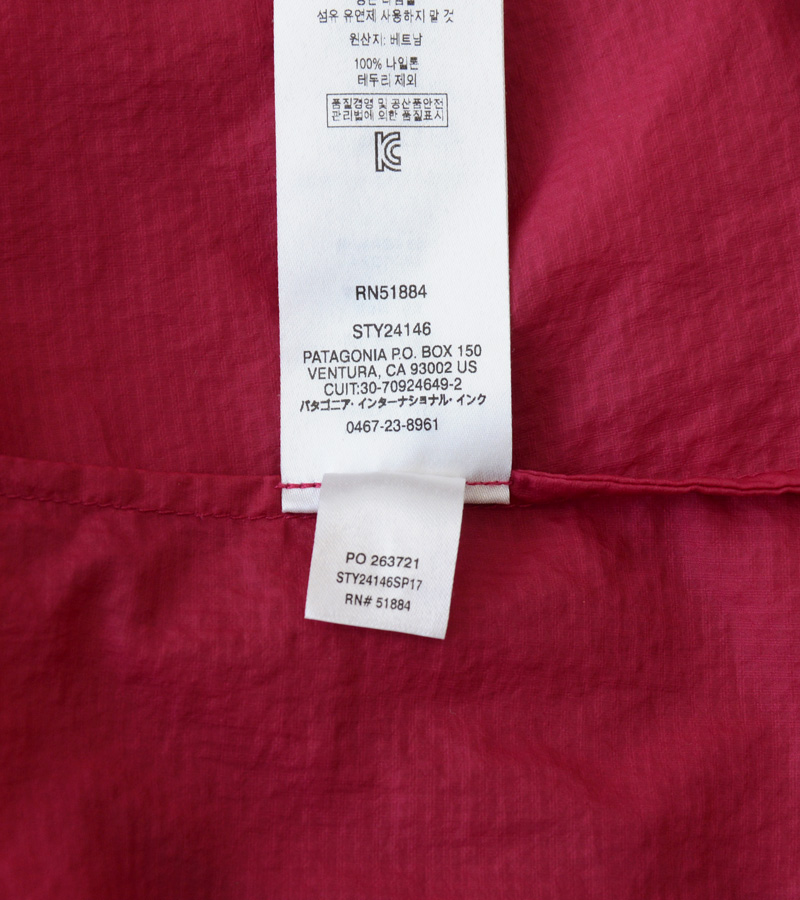 섬유 유연제 사용하지 말 것
원산지: 베트남
100% 나일론
테두리 제외
품질경영 및 공산품안전
관리법에 의한 품질표시
RN51884
STY24146
PATAGONIA P.O. BOX 150
VENTURA, CA 93002 US
CUIT:30-70924649-2
パタゴニア・インターナショナル・インク
0467-23-8961
PO 263721
STY24146SP17
RN# 51884